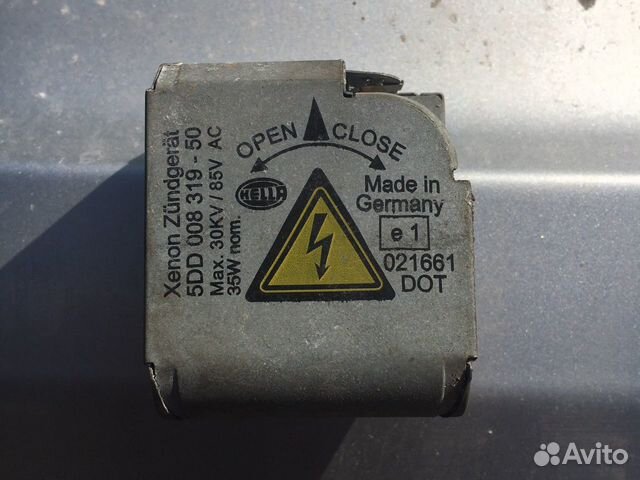 Xenon Zündgerät
5DD 008 319 - 50
Max. 30KV / 85V AC
35W nom.
OPEN CLOSE
HELLA
Made in
Germany
e 1
021661
DOT
Avito